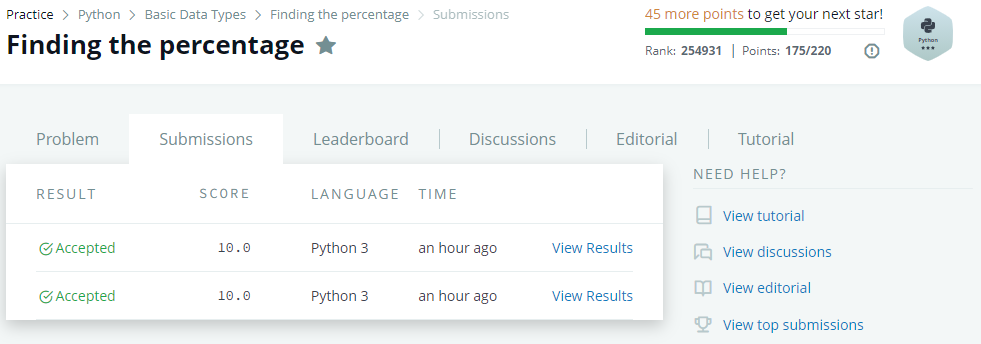 Practice > Python > Basic Data Types > Finding the percentage > Submissions
Finding the percentage
45 more points to get your next star!
Rank: 254931 | Points: 175/220
Python
Problem
Submissions
Leaderboard
Discussions
Editorial
Tutorial
RESULT SCORE LANGUAGE TIME
Accepted 10.0 Python 3 an hour ago View Results
Accepted 10.0 Python 3 an hour ago View Results
NEED HELP?
View tutorial
View discussions
View editorial
View top submissions